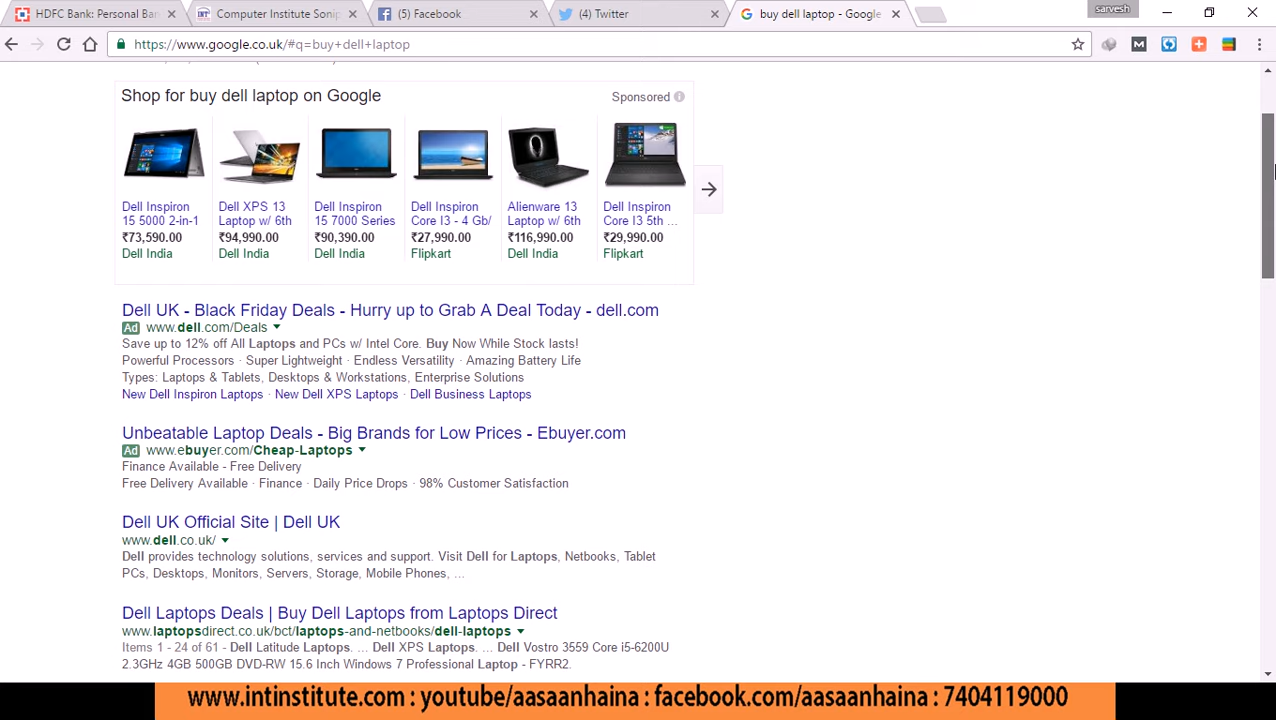 HDFC Bank: Personal Ban
Computer Institute Sonip
(5) Facebook
(4) Twitter
buy dell laptop - Google
sarvesh
https://www.google.co.uk/#q=buy+dell+laptop
Shop for buy dell laptop on Google
Sponsored
Dell Inspiron
15 5000 2-in-1
₹73,590.00
Dell India
Dell XPS 13
Laptop w/ 6th
₹94,990.00
Dell India
Dell Inspiron
15 7000 Series
₹90,390.00
Dell India
Dell Inspiron
Core I3 - 4 Gb/
₹27,990.00
Flipkart
Alienware 13
Laptop w/ 6th
₹116,990.00
Dell India
Dell Inspiron
Core I3 5th ...
₹29,990.00
Flipkart
Dell UK - Black Friday Deals - Hurry up to Grab A Deal Today - dell.com
Ad www.dell.com/Deals
Save up to 12% off All Laptops and PCs w/ Intel Core. Buy Now While Stock lasts!
Powerful Processors · Super Lightweight · Endless Versatility · Amazing Battery Life
Types: Laptops & Tablets, Desktops & Workstations, Enterprise Solutions
New Dell Inspiron Laptops · New Dell XPS Laptops · Dell Business Laptops
Unbeatable Laptop Deals - Big Brands for Low Prices - Ebuyer.com
Ad www.ebuyer.com/Cheap-Laptops
Finance Available - Free Delivery
Free Delivery Available · Finance · Daily Price Drops · 98% Customer Satisfaction
Dell UK Official Site | Dell UK
www.dell.co.uk/
Dell provides technology solutions, services and support. Visit Dell for Laptops, Netbooks, Tablet
PCs, Desktops, Monitors, Servers, Storage, Mobile Phones, ...
Dell Laptops Deals | Buy Dell Laptops from Laptops Direct
www.laptopsdirect.co.uk/bct/laptops-and-netbooks/dell-laptops
Items 1 - 24 of 61 - Dell Latitude Laptops. ... Dell XPS Laptops. ... Dell Vostro 3559 Core i5-6200U
2.3GHz 4GB 500GB DVD-RW 15.6 Inch Windows 7 Professional Laptop - FYRR2.
www.intinstitute.com : youtube/aasaanhaina : facebook.com/aasaanhaina : 7404119000